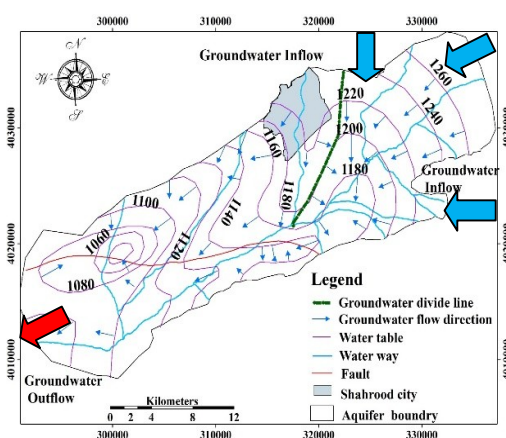 300000 310000 320000 330000
N
W E
S
Groundwater Inflow
1260
1220
1240
4030000
1200
1160
1180
Groundwater
Inflow
1180
1100
1140
1060
1120
4020000
1080
Legend
Groundwater divide line
Groundwater flow direction
Water table
Water way
Fault
Shahrood city
Aquifer boundry
4010000
Groundwater
Outflow
Kilometers
0 2 4 8 12
300000 310000 320000 330000